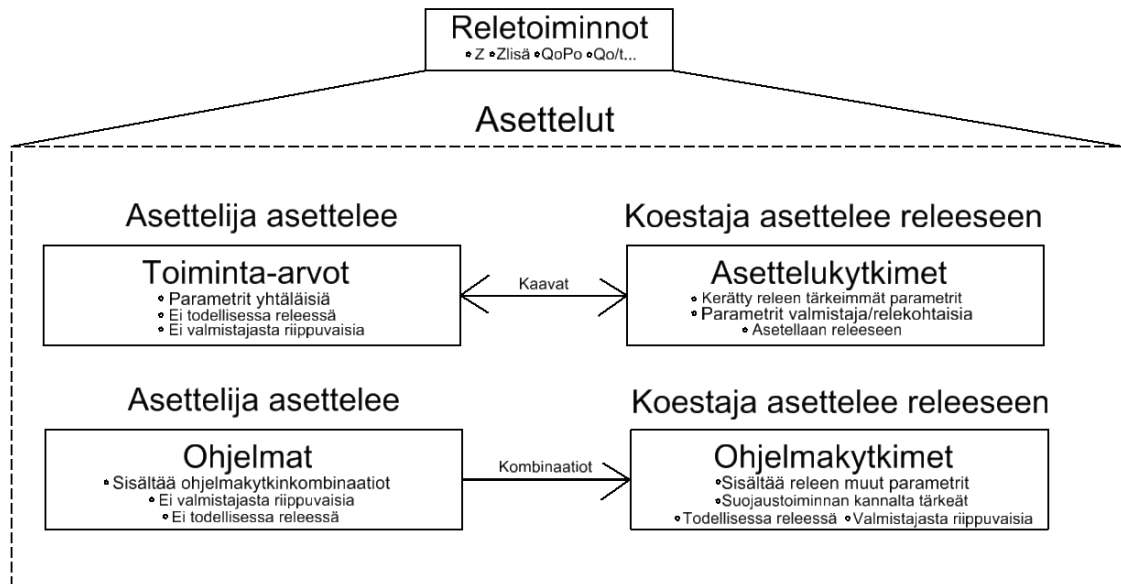 Reletoiminnot
• Z • Zlisä • QoPo • Qo/t...
Asettelut
Asettelija asettelee
Toiminta-arvot
• Parametrit yhtäläisiä
• Ei todellisessa releessä
• Ei valmistajasta riippuvaisia
Kaavat
Koestaja asettelee releeseen
Asettelukytkimet
• Kerätty releen tärkeimmät parametrit
• Parametrit valmistaja/relekohtaisia
• Asetellaan releeseen
Asettelija asettelee
Ohjelmat
• Sisältää ohjelmakytkinkombinaatiot
• Ei valmistajasta riippuvaisia
• Ei todellisessa releessä
Kombinaatiot
Koestaja asettelee releeseen
Ohjelmakytkimet
• Sisältää releen muut parametrit
• Suojaustoiminnan kannalta tärkeät
• Todellisessa releessä • Valmistajasta riippuvaisia